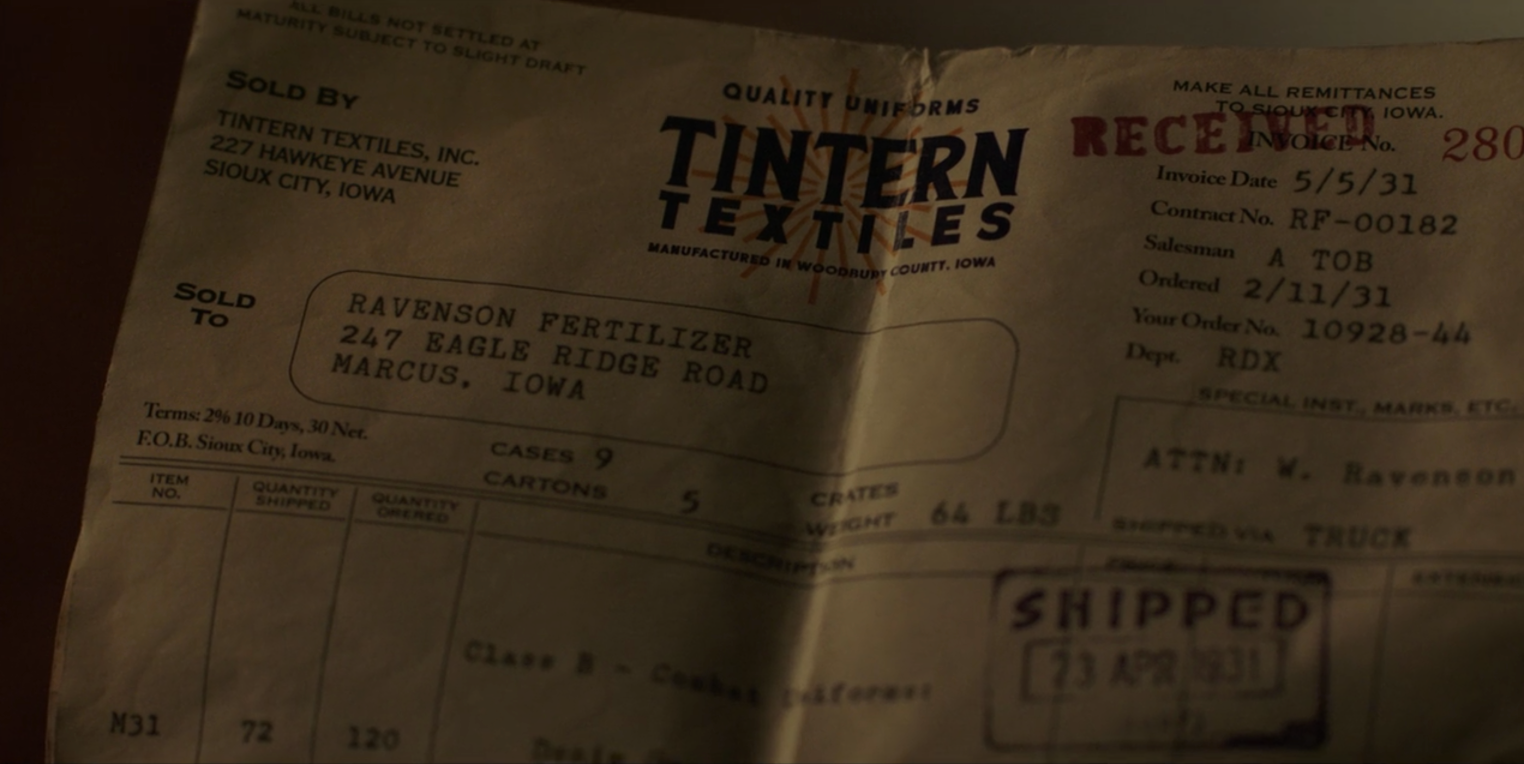 ALL BILLS NOT SETTLED AT
MATURITY SUBJECT TO SLIGHT DRAFT
SOLD BY
TINTERN TEXTILES, INC.
227 HAWKEYE AVENUE
SIOUX CITY, IOWA
QUALITY UNIFORMS
TINTERN
TEXTILES
MANUFACTURED IN WOODBURY COUNTY, IOWA
MAKE ALL REMITTANCES
TO SIOUX CITY, IOWA.
RECEIVED
INVOICE No. 280
Invoice Date 5/5/31
Contract No. RF-00182
Salesman A TOB
Ordered 2/11/31
Your Order No. 10928-44
Dept. RDX
SOLD
TO
RAVENSON FERTILIZER
247 EAGLE RIDGE ROAD
MARCUS, IOWA
SPECIAL INST., MARKS, ETC.
ATTN: W. Ravenson
SHIPPED VIA TRUCK
Terms: 2% 10 Days, 30 Net.
F.O.B. Sioux City, Iowa.
CASES 9
CARTONS 5
CRATES
WEIGHT 64 LBS
ITEM
NO.
QUANTITY
SHIPPED
QUANTITY
ORERED
DESCRIPTION
SHIPPED
23 APR 1931
Class B - Combat Uniforms:
M31 72 120